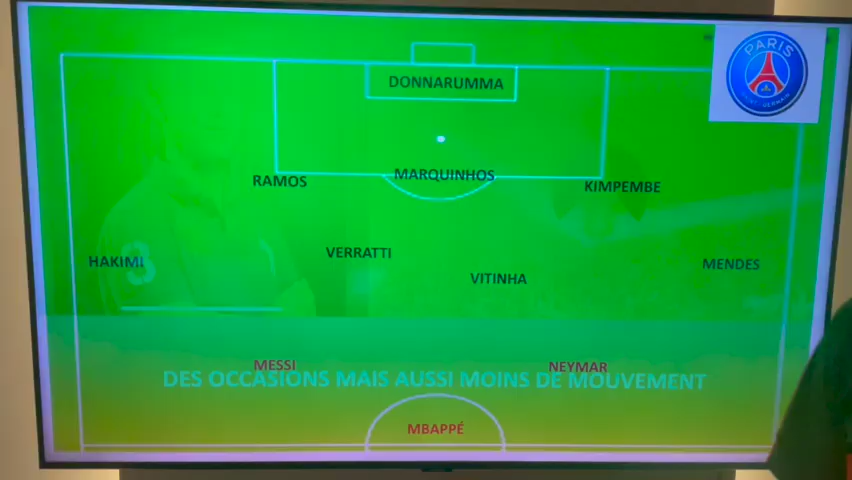 PARIS
DONNARUMMA
RAMOS
MARQUINHOS
KIMPEMBE
HAKIMI
VERRATTI
VITINHA
MENDES
MESSI
NEYMAR
DES OCCASIONS MAIS AUSSI MOINS DE MOUVEMENT
MBAPPÉ